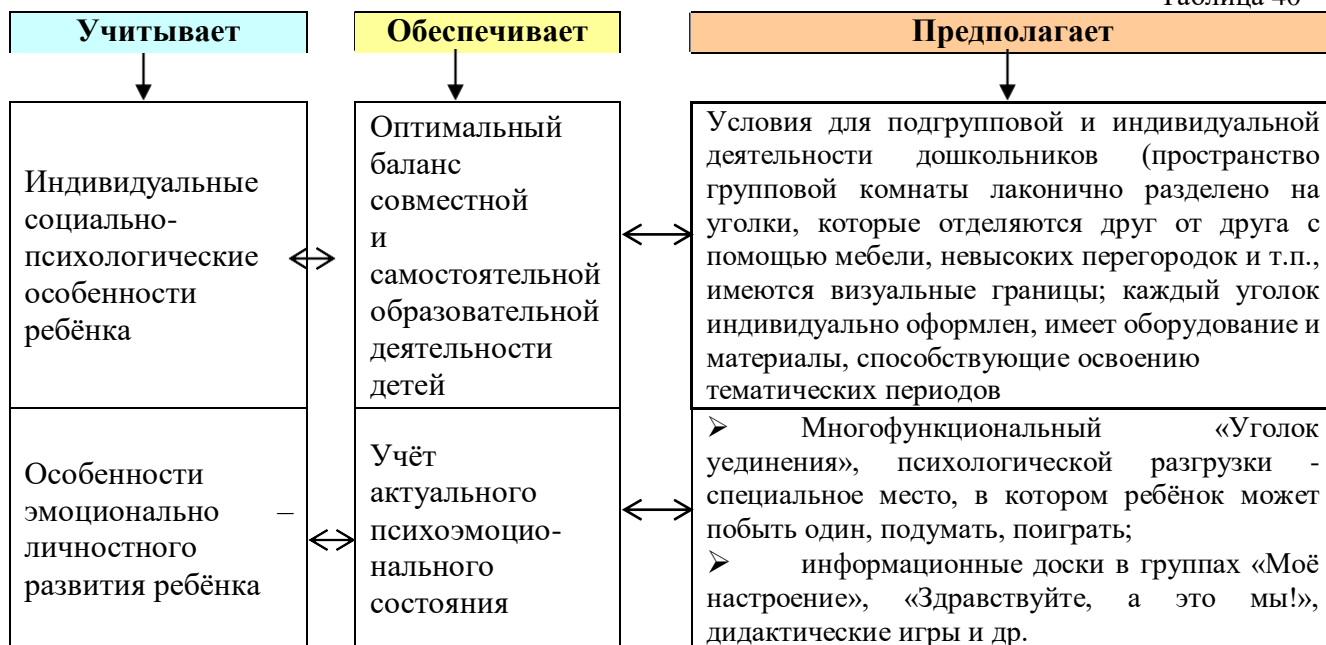 Таблица 40
Учитывает
Обеспечивает
Предполагает
Индивидуальные
социально-
психологические
особенности
ребёнка
Оптимальный
баланс
совместной
и
самостоятельной
образовательной
деятельности
детей
Условия для подгрупповой и индивидуальной
деятельности дошкольников (пространство
групповой комнаты лаконично разделено на
уголки, которые отделяются друг от друга с
помощью мебели, невысоких перегородок и т.п.,
имеются визуальные границы; каждый уголок
индивидуально оформлен, имеет оборудование и
материалы, способствующие освоению
тематических периодов
Особенности
эмоционально –
личностного
развития ребёнка
Учёт
актуального
психоэмоцио-
нального
состояния
➢ Многофункциональный «Уголок
уединения», психологической разгрузки -
специальное место, в котором ребёнок может
побыть один, подумать, поиграть;
➢ информационные доски в группах «Моё
настроение», «Здравствуйте, а это мы!»,
дидактические игры и др.